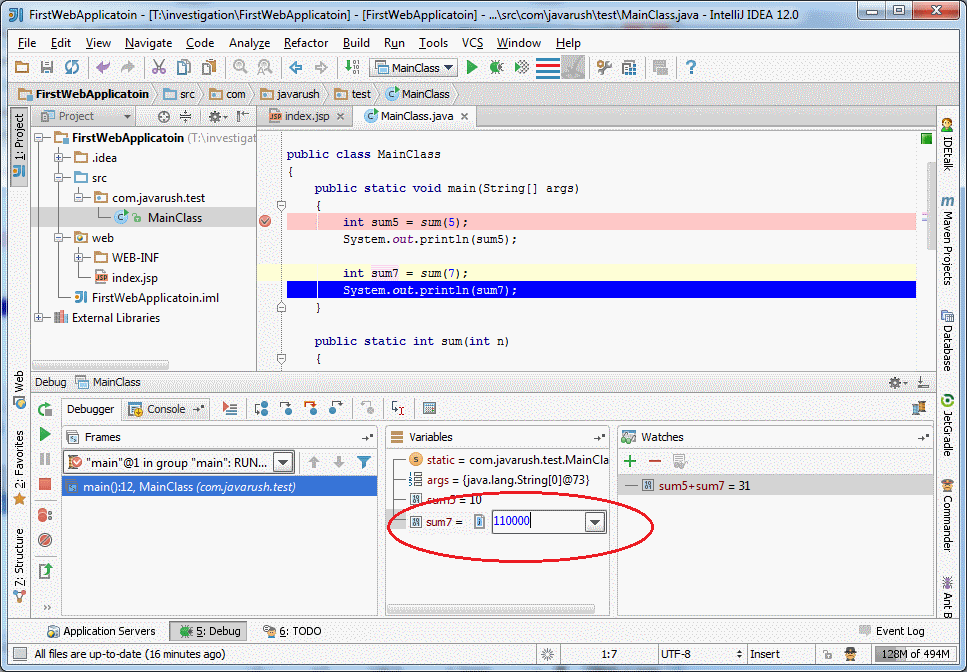 FirstWebApplicatoin - [T:\investigation\FirstWebApplicatoin] - [FirstWebApplicatoin] - ...\src\com\javarush\test\MainClass.java - IntelliJ IDEA 12.0
File Edit View Navigate Code Analyze Refactor Build Run Tools VCS Window Help
MainClass
FirstWebApplicatoin src com javarush test MainClass
1: Project
Project
index.jsp MainClass.java
FirstWebApplicatoin (T:\investigat
.idea
src
com.javarush.test
MainClass
web
WEB-INF
index.jsp
FirstWebApplicatoin.iml
External Libraries
public class MainClass
{
public static void main(String[] args)
{
int sum5 = sum(5);
System.out.println(sum5);
int sum7 = sum(7);
System.out.println(sum7);
}
public static int sum(int n)
{
IDEtalk
Maven Projects
Database
JetGradle
Commander
Ant B
Web
2: Favorites
7: Structure
Debug MainClass
Debugger Console
Frames
"main"@1 in group "main": RUN...
main():12, MainClass (com.javarush.test)
Variables
static = com.javarush.test.MainCla
args = {java.lang.String[0]@73}
sum5 = 10
sum7 = 110000
Watches
sum5+sum7 = 31
Application Servers 5: Debug 6: TODO Event Log
All files are up-to-date (16 minutes ago) 1:7 UTF-8 Insert 128M of 494M